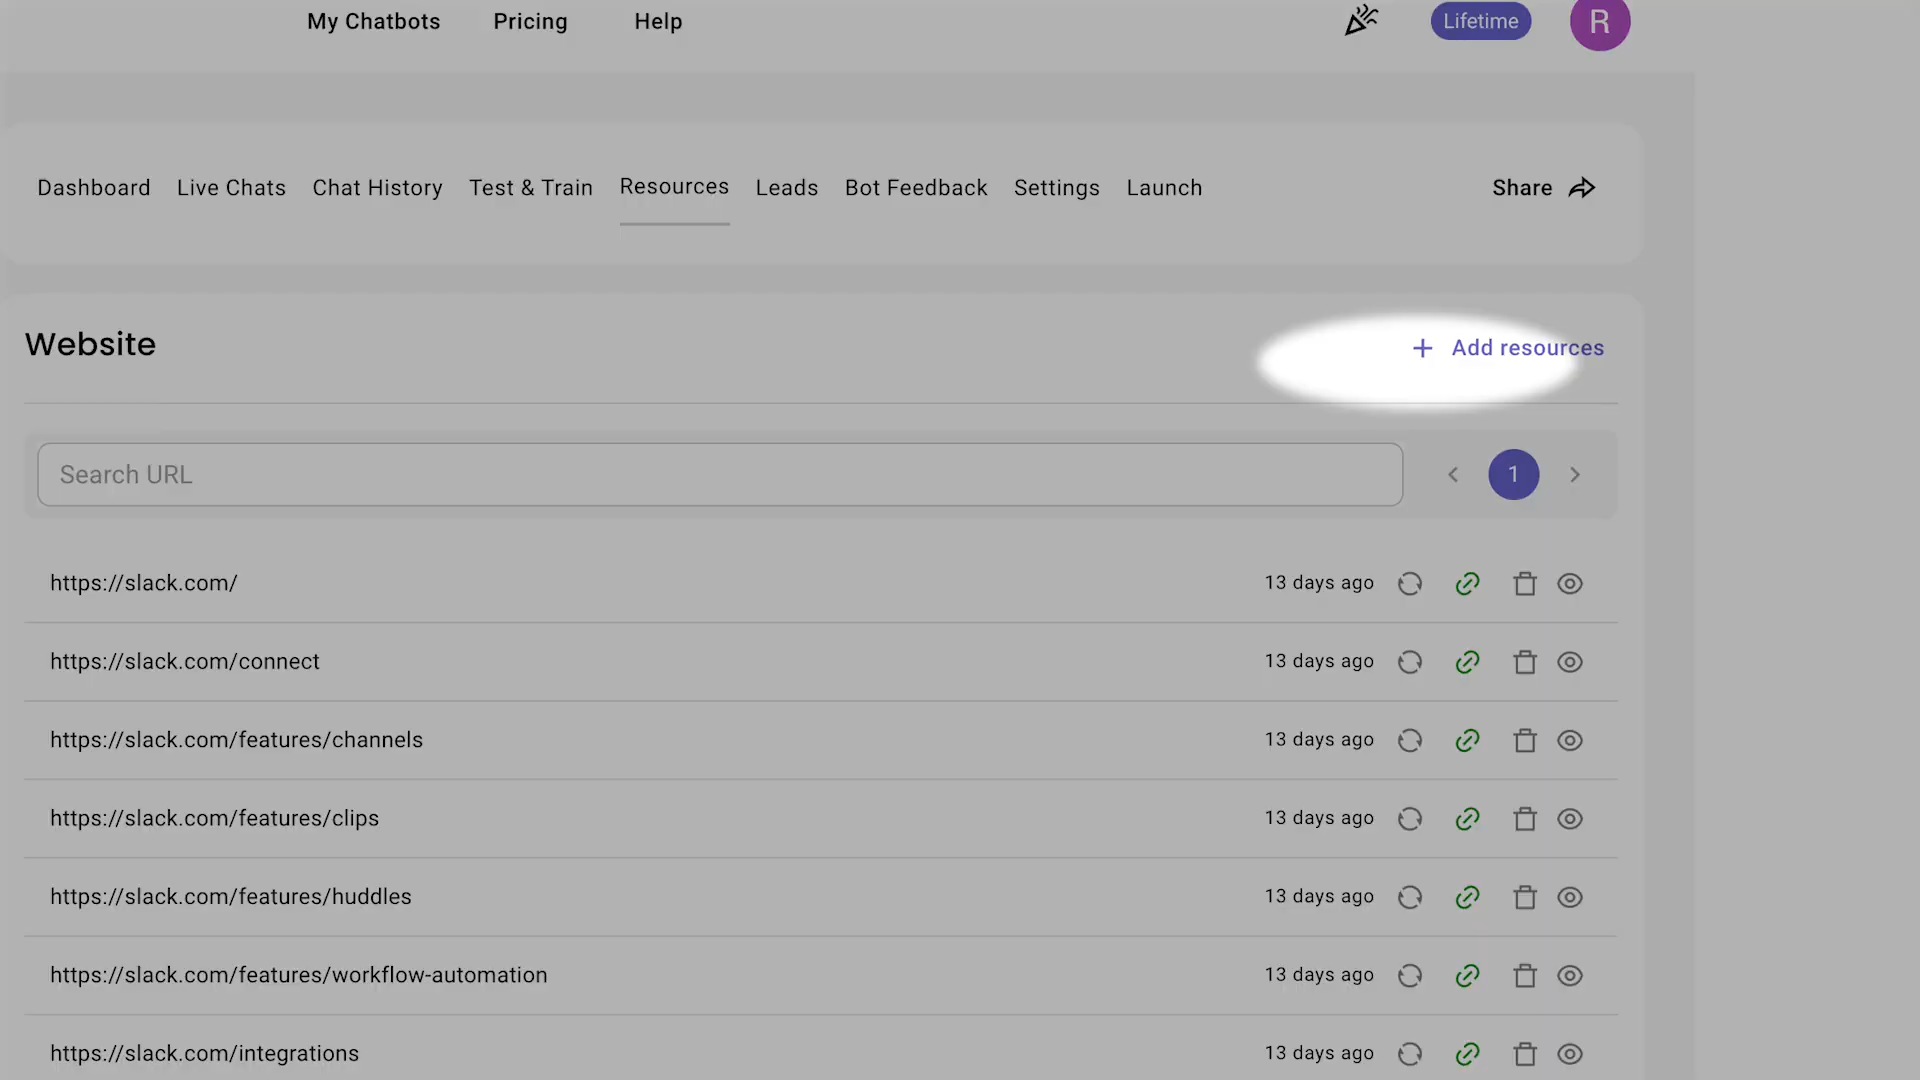 My Chatbots Pricing Help Lifetime R
Dashboard Live Chats Chat History Test & Train Resources Leads Bot Feedback Settings Launch Share
Website + Add resources
Search URL < 1 >
https://slack.com/ 13 days ago
https://slack.com/connect 13 days ago
https://slack.com/features/channels 13 days ago
https://slack.com/features/clips 13 days ago
https://slack.com/features/huddles 13 days ago
https://slack.com/features/workflow-automation 13 days ago
https://slack.com/integrations 13 days ago